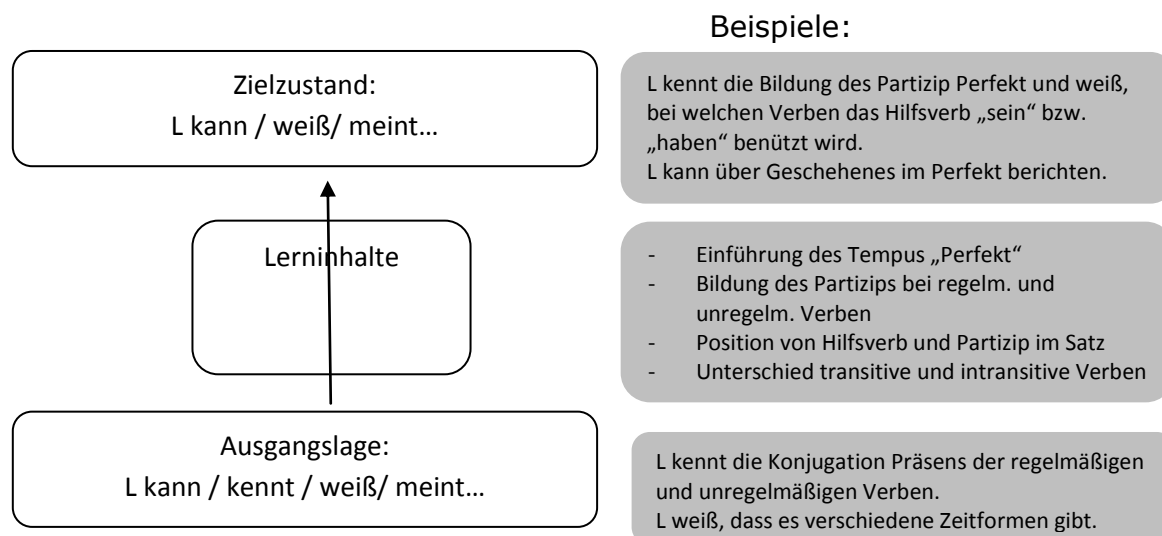 Beispiele:
Zielzustand:
L kann / weiß/ meint…
L kennt die Bildung des Partizip Perfekt und weiß,
bei welchen Verben das Hilfsverb „sein“ bzw.
„haben“ benützt wird.
L kann über Geschehenes im Perfekt berichten.
Lerninhalte
- Einführung des Tempus „Perfekt“
- Bildung des Partizips bei regelm. und
unregelm. Verben
- Position von Hilfsverb und Partizip im Satz
- Unterschied transitive und intransitive Verben
Ausgangslage:
L kann / kennt / weiß/ meint…
L kennt die Konjugation Präsens der regelmäßigen
und unregelmäßigen Verben.
L weiß, dass es verschiedene Zeitformen gibt.